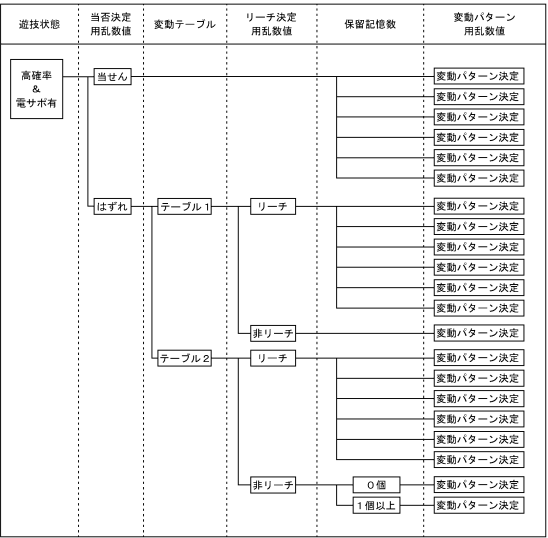 遊技状態
当否決定
用乱数値
変動テーブル
リーチ決定
用乱数値
保留記憶数
変動パターン
用乱数値
高確率
&
電サポ有
当せん
変動パターン決定
変動パターン決定
変動パターン決定
変動パターン決定
変動パターン決定
変動パターン決定
はずれ
テーブル1
リーチ
変動パターン決定
変動パターン決定
変動パターン決定
変動パターン決定
変動パターン決定
変動パターン決定
非リーチ
変動パターン決定
テーブル2
リーチ
変動パターン決定
変動パターン決定
変動パターン決定
変動パターン決定
変動パターン決定
変動パターン決定
非リーチ
0個
変動パターン決定
1個以上
変動パターン決定